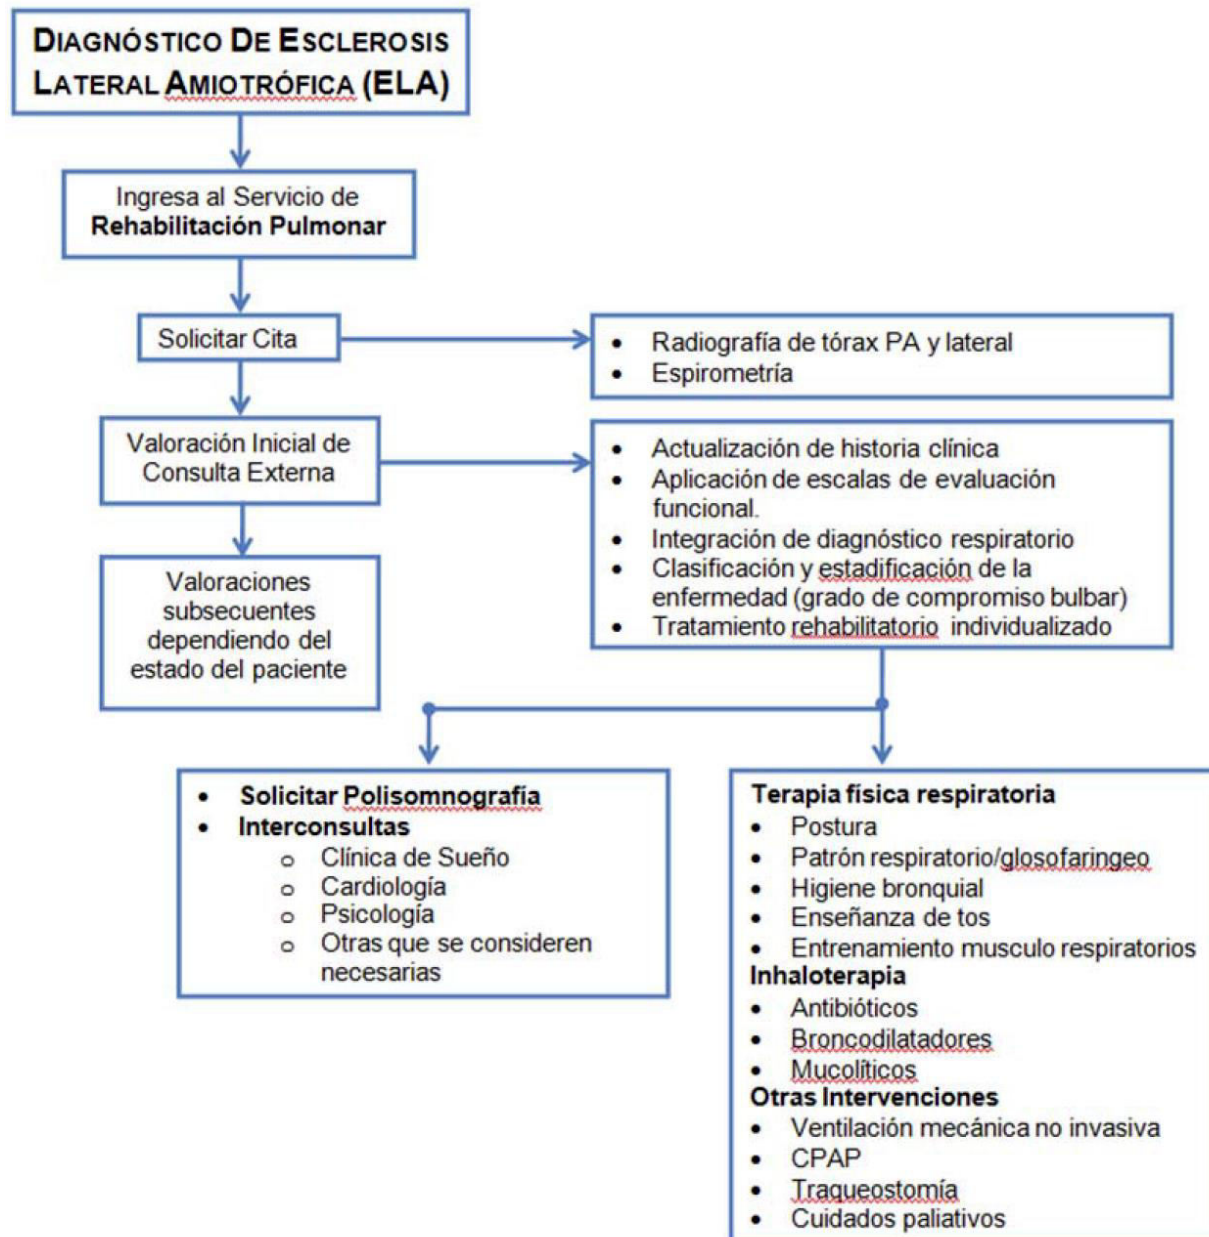 DIAGNÓSTICO DE ESCLEROSIS
LATERAL AMIOTRÓFICA (ELA)
Ingresa al Servicio de
Rehabilitación Pulmonar
Solicitar Cita
• Radiografía de tórax PA y lateral
• Espirometría
Valoración Inicial de
Consulta Externa
• Actualización de historia clínica
• Aplicación de escalas de evaluación
funcional.
• Integración de diagnóstico respiratorio
• Clasificación y estadificación de la
enfermedad (grado de compromiso bulbar)
• Tratamiento rehabilitatorio individualizado
Valoraciones
subsecuentes
dependiendo del
estado del paciente
• Solicitar Polisomnografía
• Interconsultas
o Clínica de Sueño
o Cardiología
o Psicología
o Otras que se consideren
necesarias
Terapia física respiratoria
• Postura
• Patrón respiratorio/glosofaringeo
• Higiene bronquial
• Enseñanza de tos
• Entrenamiento musculo respiratorios
Inhaloterapia
• Antibióticos
• Broncodilatadores
• Mucolíticos
Otras Intervenciones
• Ventilación mecánica no invasiva
• CPAP
• Traqueostomía
• Cuidados paliativos